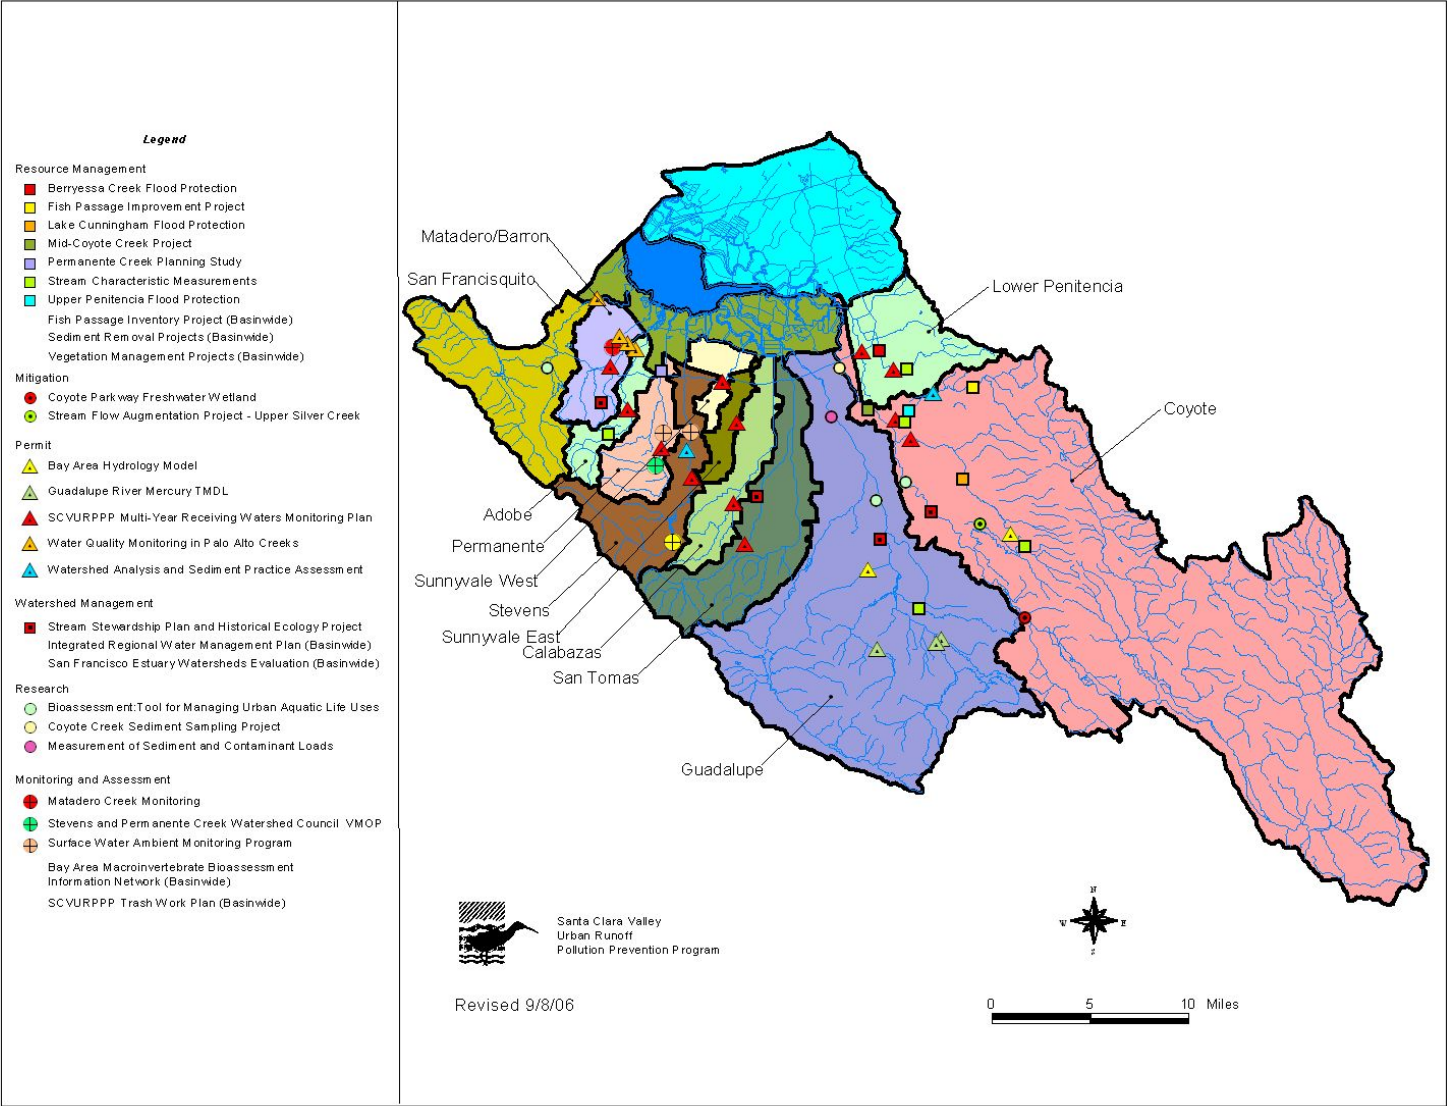 Legend
Resource Management
Berryessa Creek Flood Protection
Fish Passage Improvement Project
Lake Cunningham Flood Protection
Mid-Coyote Creek Project
Permanente Creek Planning Study
Stream Characteristic Measurements
Upper Penitencia Flood Protection
Fish Passage Inventory Project (Basinwide)
Sediment Removal Projects (Basinwide)
Vegetation Management Projects (Basinwide)
Mitigation
Coyote Parkway Freshwater Wetland
Stream Flow Augmentation Project - Upper Silver Creek
Permit
Bay Area Hydrology Model
Guadalupe River Mercury TMDL
SCVURPPP Multi-Year Receiving Waters Monitoring Plan
Water Quality Monitoring in Palo Alto Creeks
Watershed Analysis and Sediment Practice Assessment
Watershed Management
Stream Stewardship Plan and Historical Ecology Project
Integrated Regional Water Management Plan (Basinwide)
San Francisco Estuary Watersheds Evaluation (Basinwide)
Research
Bioassessment:Tool for Managing Urban Aquatic Life Uses
Coyote Creek Sediment Sampling Project
Measurement of Sediment and Contaminant Loads
Monitoring and Assessment
Matadero Creek Monitoring
Stevens and Permanente Creek Watershed Council VMOP
Surface Water Ambient Monitoring Program
Bay Area Macroinvertebrate Bioassessment
Information Network (Basinwide)
SCVURPPP Trash Work Plan (Basinwide)
Matadero/Barron
San Francisquito
Lower Penitencia
Coyote
Adobe
Permanente
Sunnyvale West
Stevens
Sunnyvale East
Calabazas
San Tomas
Guadalupe
Santa Clara Valley
Urban Runoff
Pollution Prevention Program
Revised 9/8/06
N
W E
S
0 5 10 Miles